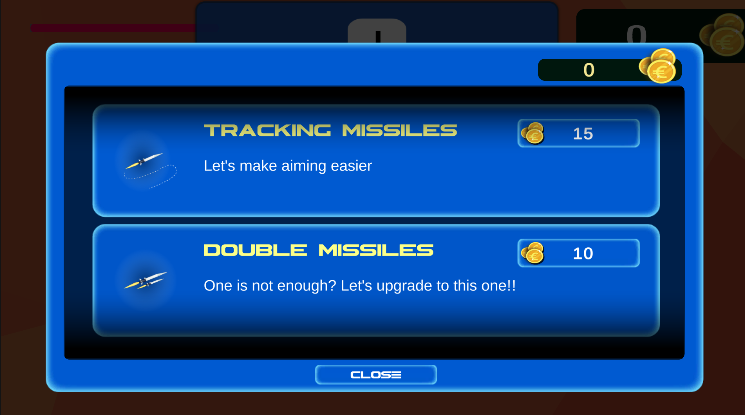 0
0
TRACKING MISSILES
15
Let's make aiming easier
DOUBLE MISSILES
10
One is not enough? Let's upgrade to this one!!
CLOSE